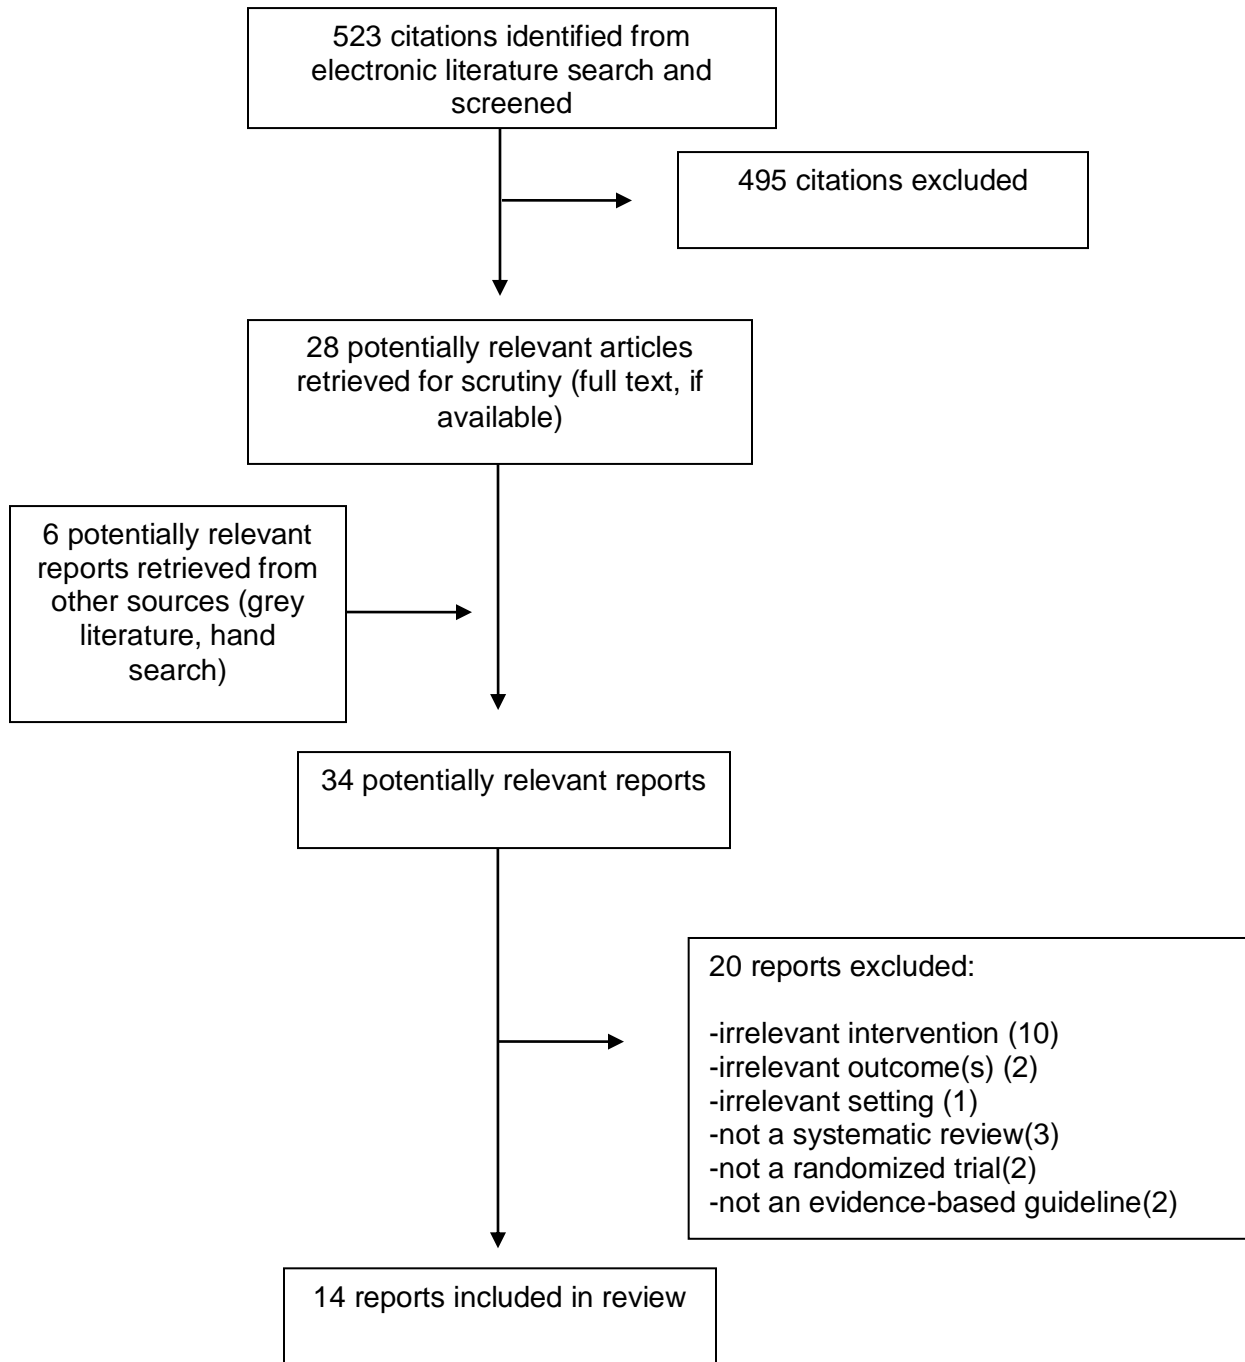 523 citations identified from
electronic literature search and
screened
495 citations excluded
28 potentially relevant articles
retrieved for scrutiny (full text, if
available)
6 potentially relevant
reports retrieved from
other sources (grey
literature, hand
search)
34 potentially relevant reports
20 reports excluded:
-irrelevant intervention (10)
-irrelevant outcome(s) (2)
-irrelevant setting (1)
-not a systematic review(3)
-not a randomized trial(2)
-not an evidence-based guideline(2)
14 reports included in review